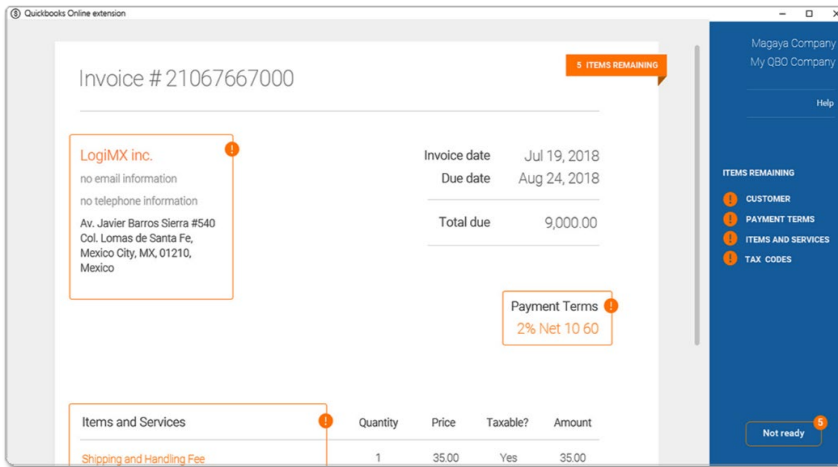 Quickbooks Online extension
Invoice # 21067667000
5 ITEMS REMAINING
LogiMX inc.
no email information
no telephone information
Av. Javier Barros Sierra #540
Col. Lomas de Santa Fe,
Mexico City, MX, 01210,
Mexico
Invoice date Jul 19, 2018
Due date Aug 24, 2018
Total due 9,000.00
Payment Terms
2% Net 10 60
Items and Services Quantity Price Taxable? Amount
Shipping and Handling Fee 1 35.00 Yes 35.00
Magaya Company
My QBO Company
Help
ITEMS REMAINING
CUSTOMER
PAYMENT TERMS
ITEMS AND SERVICES
TAX CODES
Not ready 5